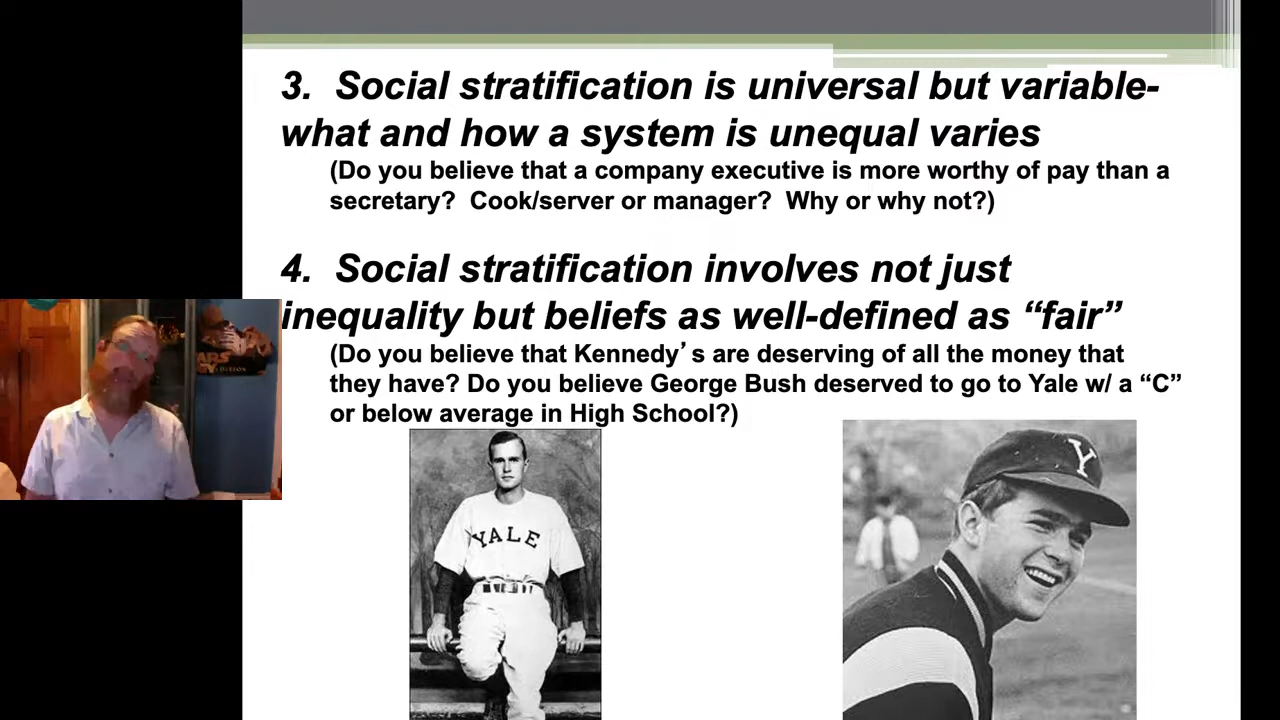 3. Social stratification is universal but variable-
what and how a system is unequal varies
(Do you believe that a company executive is more worthy of pay than a
secretary? Cook/server or manager? Why or why not?)
4. Social stratification involves not just
inequality but beliefs as well-defined as “fair”
(Do you believe that Kennedy’s are deserving of all the money that
they have? Do you believe George Bush deserved to go to Yale w/ a “C”
or below average in High School?)
YALE
Y